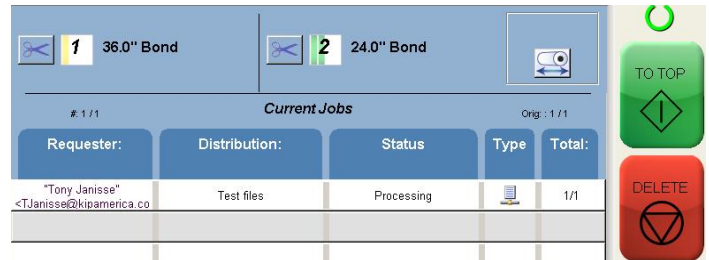 1 36.0" Bond
2 24.0" Bond
TO TOP
#: 1 / 1 Current Jobs Orig: : 1 / 1
Requester: Distribution: Status Type Total:
"Tony Janisse" Test files Processing 1/1
<TJanisse@kipamerica.co
DELETE